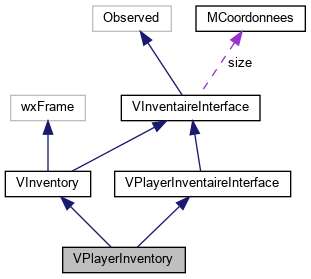 Observed
MCoordonnees
size
wxFrame
VInventaireInterface
VInventory
VPlayerInventaireInterface
VPlayerInventory